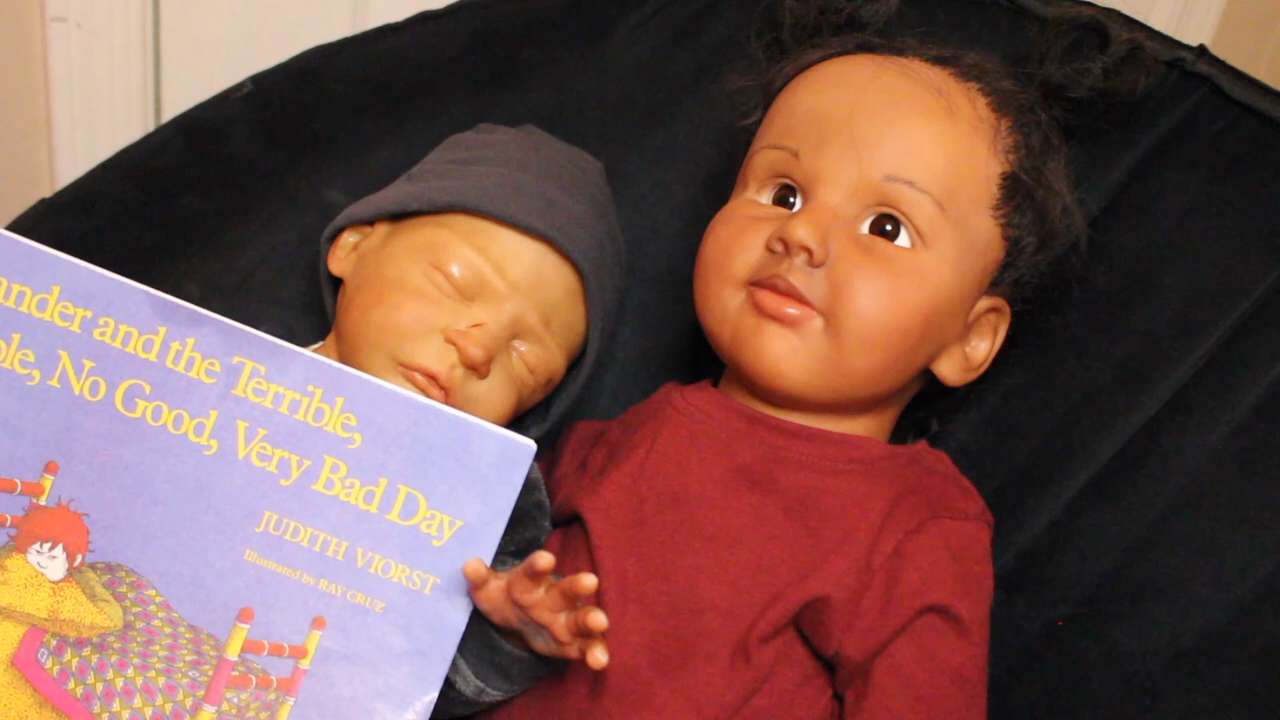 ander and the Terrible,
ble, No Good, Very Bad Day
JUDITH VIORST
Illustrated by RAY CRUZ